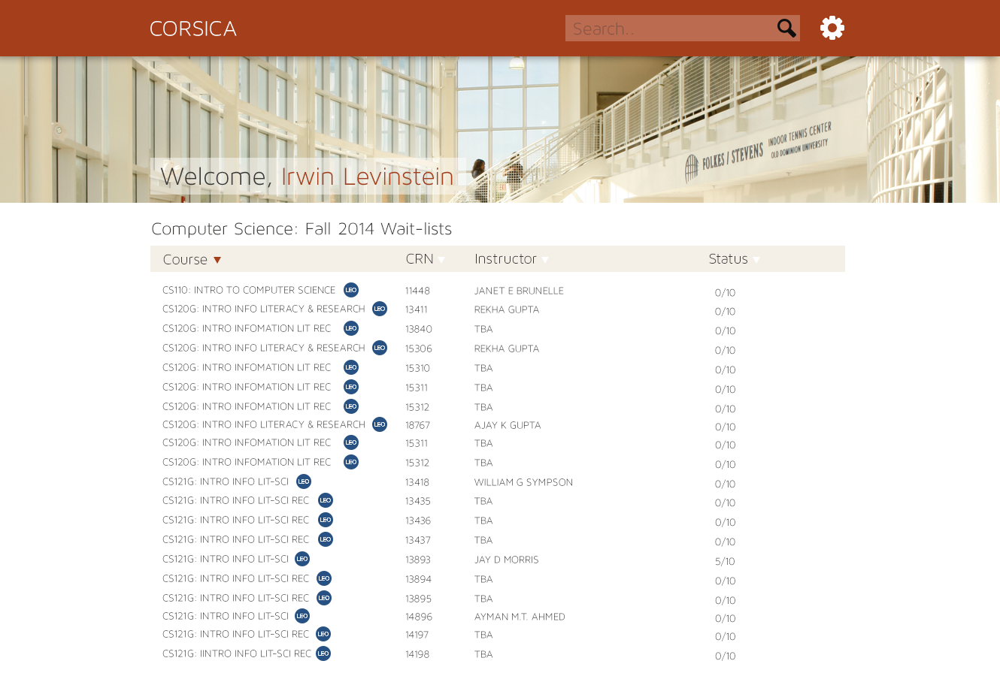 CORSICA
Search..
FOLKES / STEVENS INDOOR TENNIS CENTER
OLD DOMINION UNIVERSITY
Welcome, Irwin Levinstein
Computer Science: Fall 2014 Wait-lists
Course CRN Instructor Status
CS110: INTRO TO COMPUTER SCIENCE LEO 11448 JANET E BRUNELLE 0/10
CS120G: INTRO INFO LITERACY & RESEARCH LEO 13411 REKHA GUPTA 0/10
CS120G: INTRO INFOMATION LIT REC LEO 13840 TBA 0/10
CS120G: INTRO INFO LITERACY & RESEARCH LEO 15306 REKHA GUPTA 0/10
CS120G: INTRO INFOMATION LIT REC LEO 15310 TBA 0/10
CS120G: INTRO INFOMATION LIT REC LEO 15311 TBA 0/10
CS120G: INTRO INFOMATION LIT REC LEO 15312 TBA 0/10
CS120G: INTRO INFO LITERACY & RESEARCH LEO 18767 AJAY K GUPTA 0/10
CS120G: INTRO INFOMATION LIT REC LEO 15311 TBA 0/10
CS120G: INTRO INFOMATION LIT REC LEO 15312 TBA 0/10
CS121G: INTRO INFO LIT-SCI LEO 13418 WILLIAM G SYMPSON 0/10
CS121G: INTRO INFO LIT-SCI REC LEO 13435 TBA 0/10
CS121G: INTRO INFO LIT-SCI REC LEO 13436 TBA 0/10
CS121G: INTRO INFO LIT-SCI REC LEO 13437 TBA 0/10
CS121G: INTRO INFO LIT-SCI LEO 13893 JAY D MORRIS 5/10
CS121G: INTRO INFO LIT-SCI REC LEO 13894 TBA 0/10
CS121G: INTRO INFO LIT-SCI REC LEO 13895 TBA 0/10
CS121G: INTRO INFO LIT-SCI LEO 14896 AYMAN M.T. AHMED 0/10
CS121G: INTRO INFO LIT-SCI REC LEO 14197 TBA 0/10
CS121G: IINTRO INFO LIT-SCI REC LEO 14198 TBA 0/10